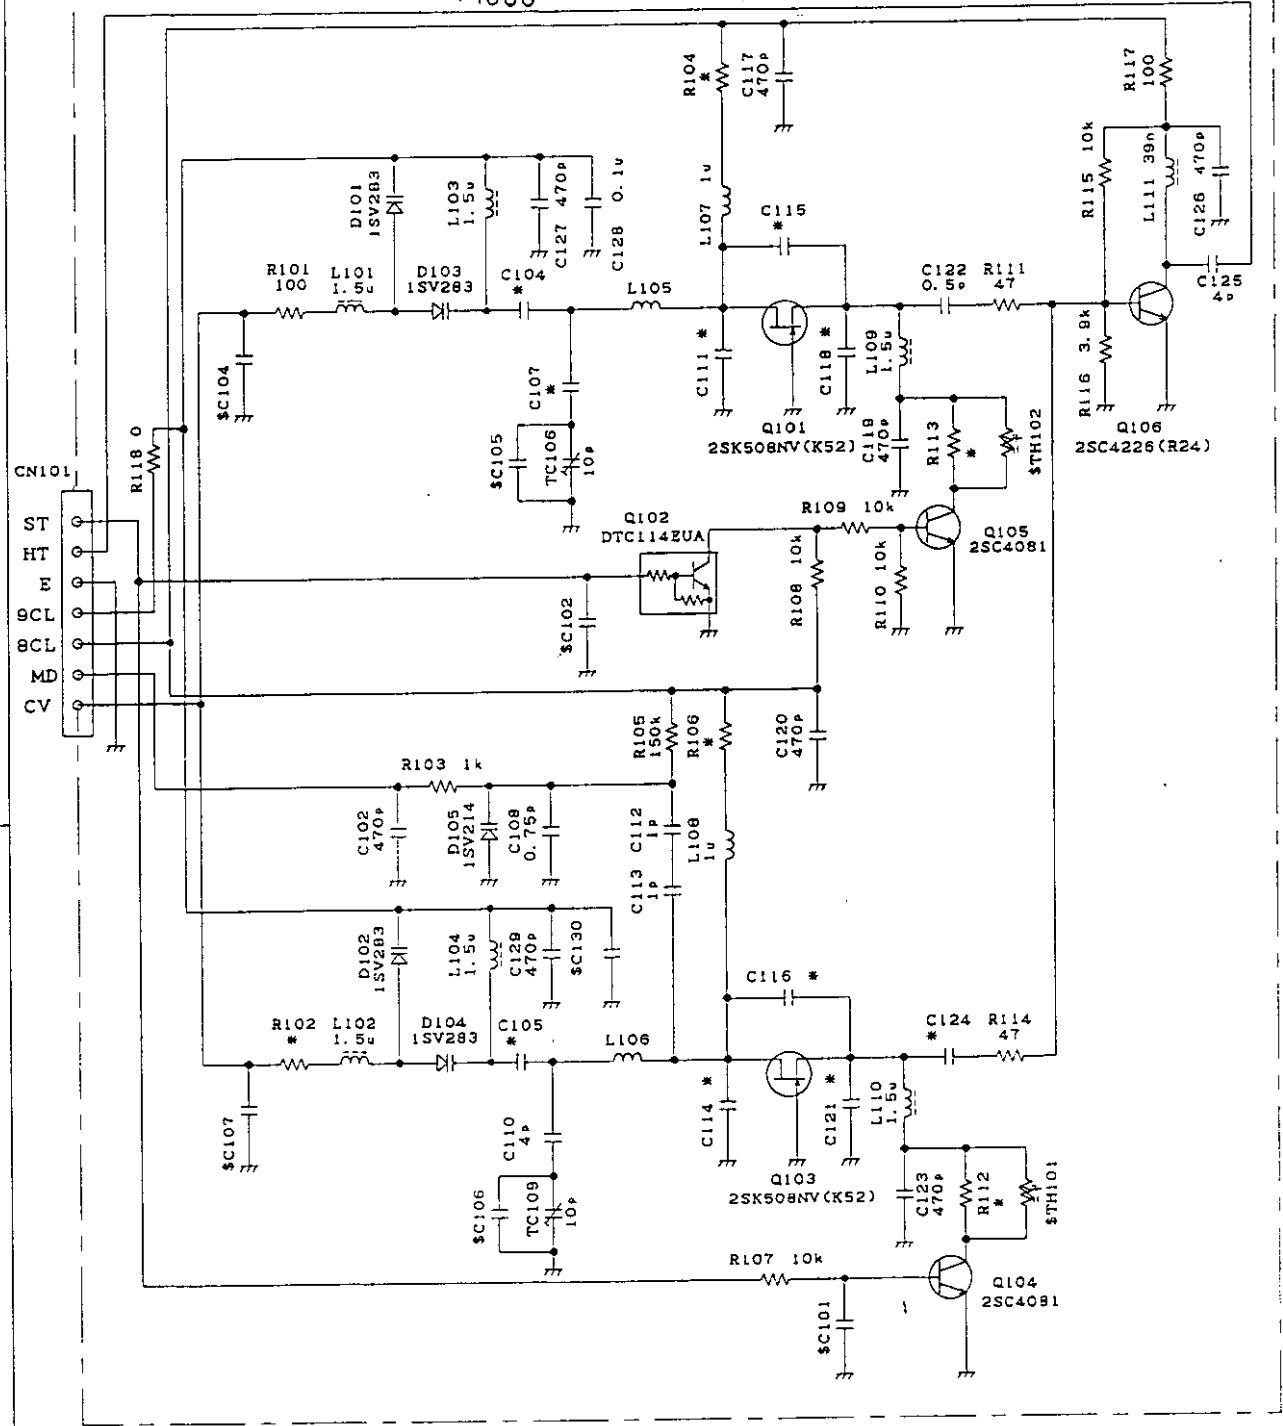 R104
*
C117
470p
R117
100
D101
1SV283
L103
1.5u
C127 470p
C128 0.1u
L107 1u
C115
*
R115 10k
L111 39n
C126 470p
R101
100
L101
1.5u
D103
1SV283
C104
*
L105
C122
0.5p
R111
47
C125
4p
$C104
C107
*
C111 *
C118 *
L109
1.5u
R116 3.9k
Q101
2SK508NV(K52)
C119
470p
R113
*
$TH102
Q106
2SC4226(R24)
R118 0
$C105
TC106
10p
CN101
ST
HT
E
9CL
8CL
MD
CV
Q102
DTC114EUA
R109 10k
Q105
2SC4081
R108 10k
R110 10k
$C102
R105
150k
R106
*
C120
470p
R103 1k
C102
470p
D105
1SV214
C108
0.75p
C112
1p
L108
1u
C113
1p
D102
1SV283
L104
1.5u
C129
470p
$C130
C116 *
R102
*
L102
1.5u
D104
1SV283
C105
*
L106
C124
*
R114
47
$C107
C110
4p
C114 *
C121 *
L110
1.5u
Q103
2SK508NV(K52)
C123
470p
R112
*
$TH101
$C106
TC109
10p
R107 10k
$C101
Q104
2SC4081